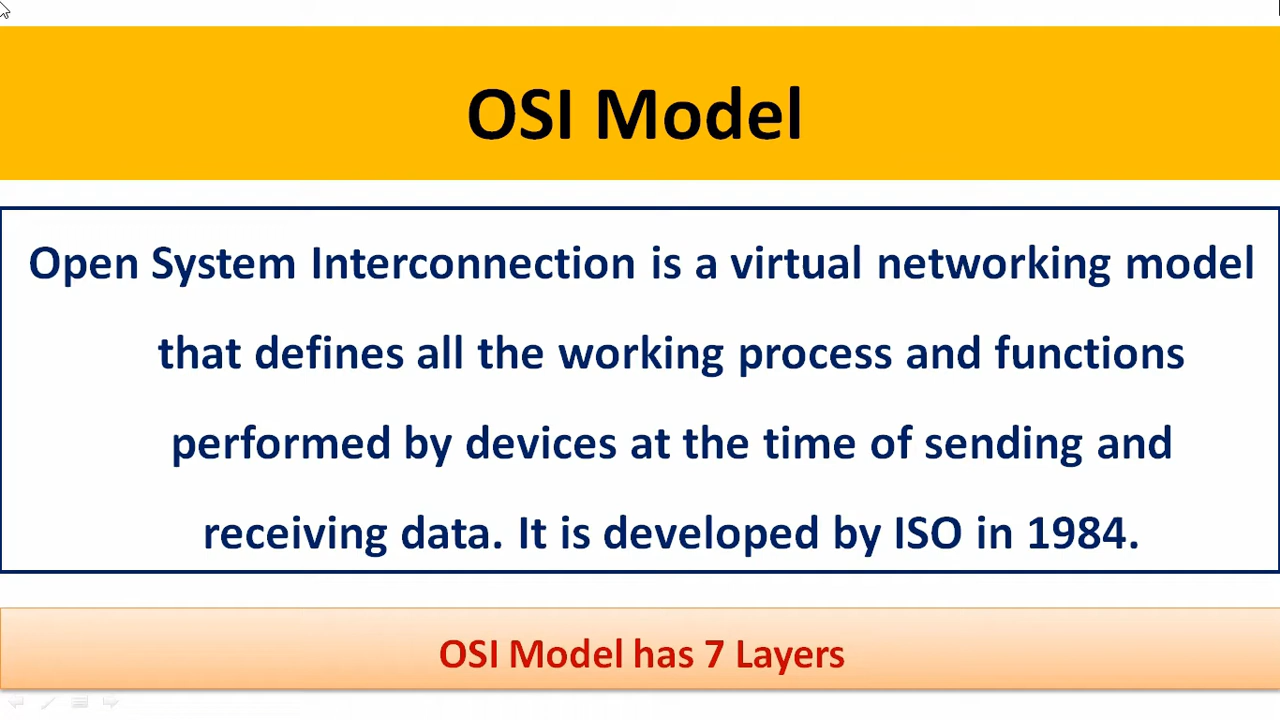 OSI Model
Open System Interconnection is a virtual networking model
that defines all the working process and functions
performed by devices at the time of sending and
receiving data. It is developed by ISO in 1984.
OSI Model has 7 Layers